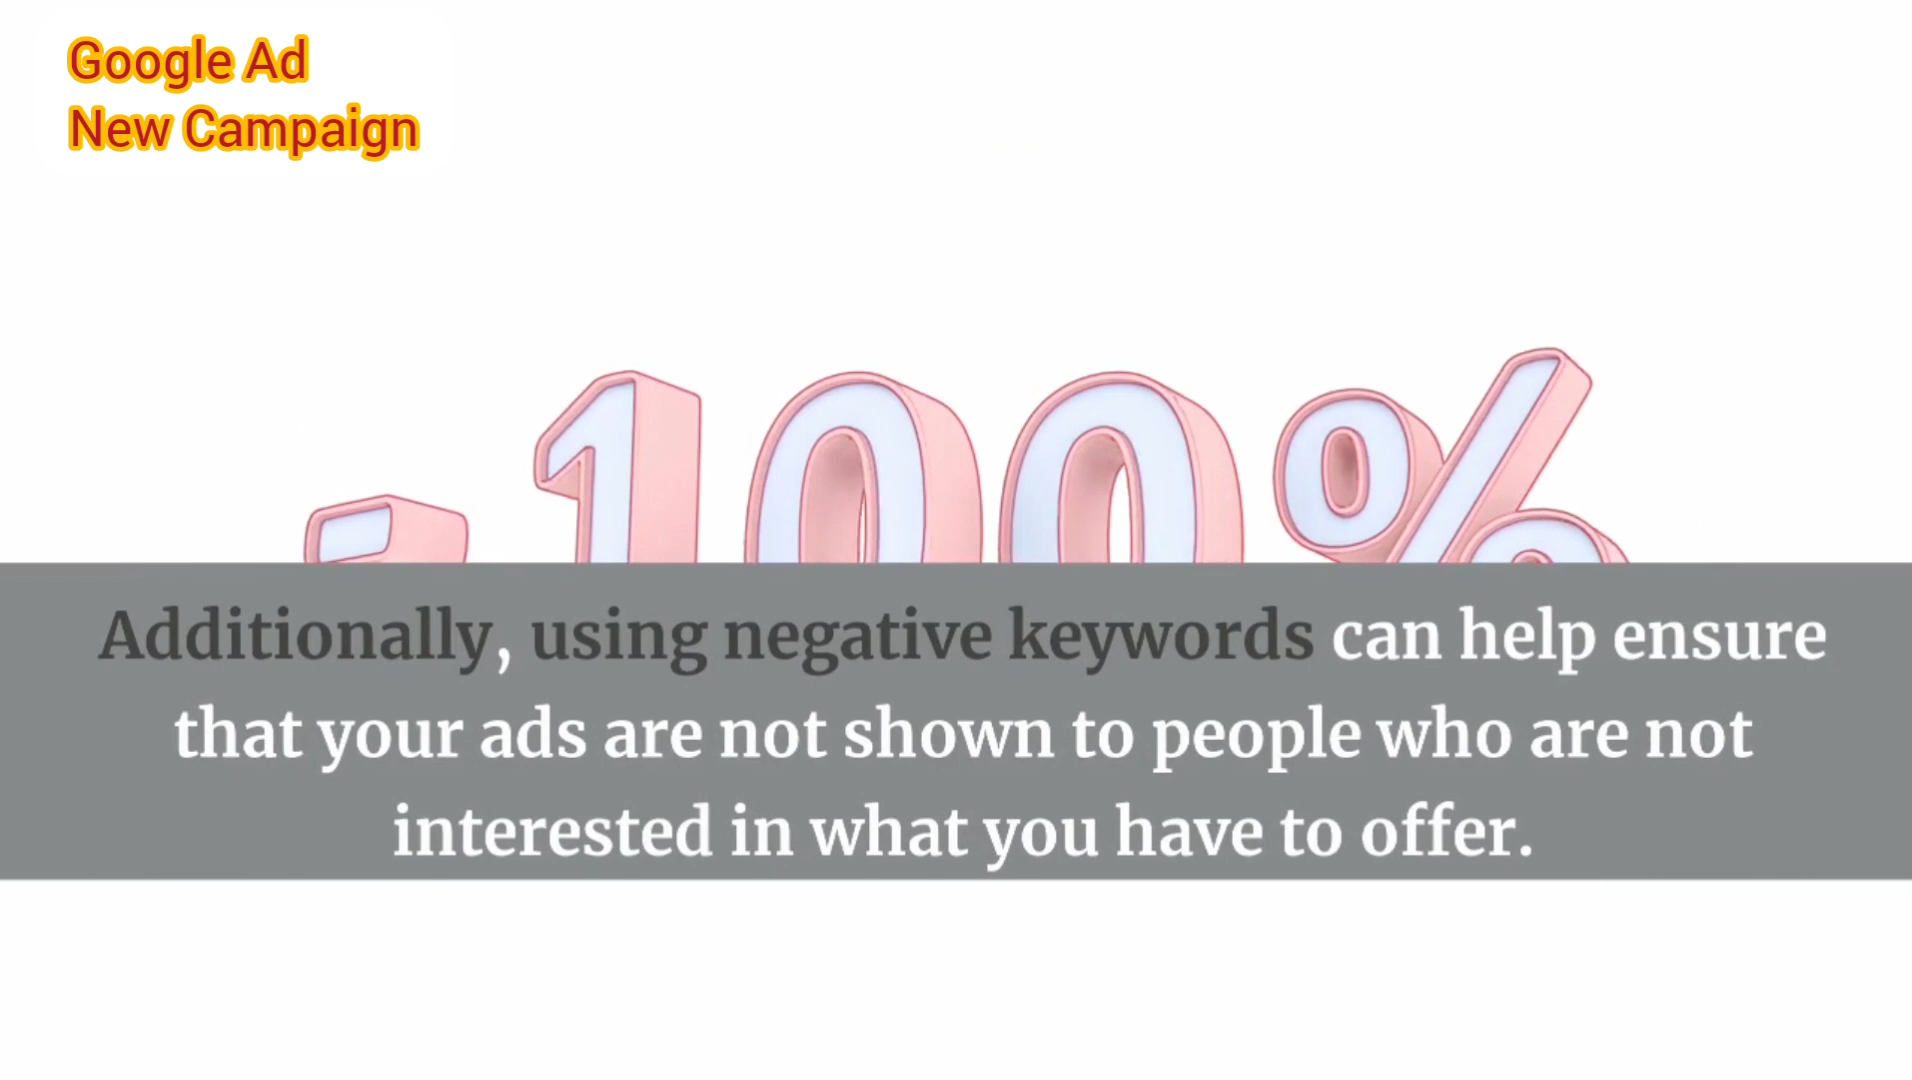 Google Ad
New Campaign
-100%
Additionally, using negative keywords can help ensure
that your ads are not shown to people who are not
interested in what you have to offer.